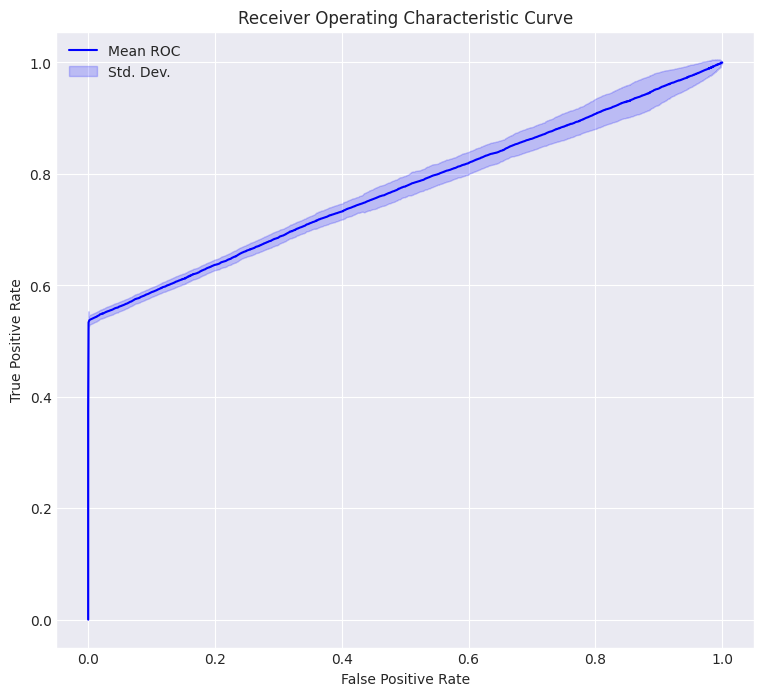 Receiver Operating Characteristic Curve
Mean ROC
Std. Dev.
1.0
0.8
0.6
0.4
0.2
0.0
True Positive Rate
0.0 0.2 0.4 0.6 0.8 1.0
False Positive Rate